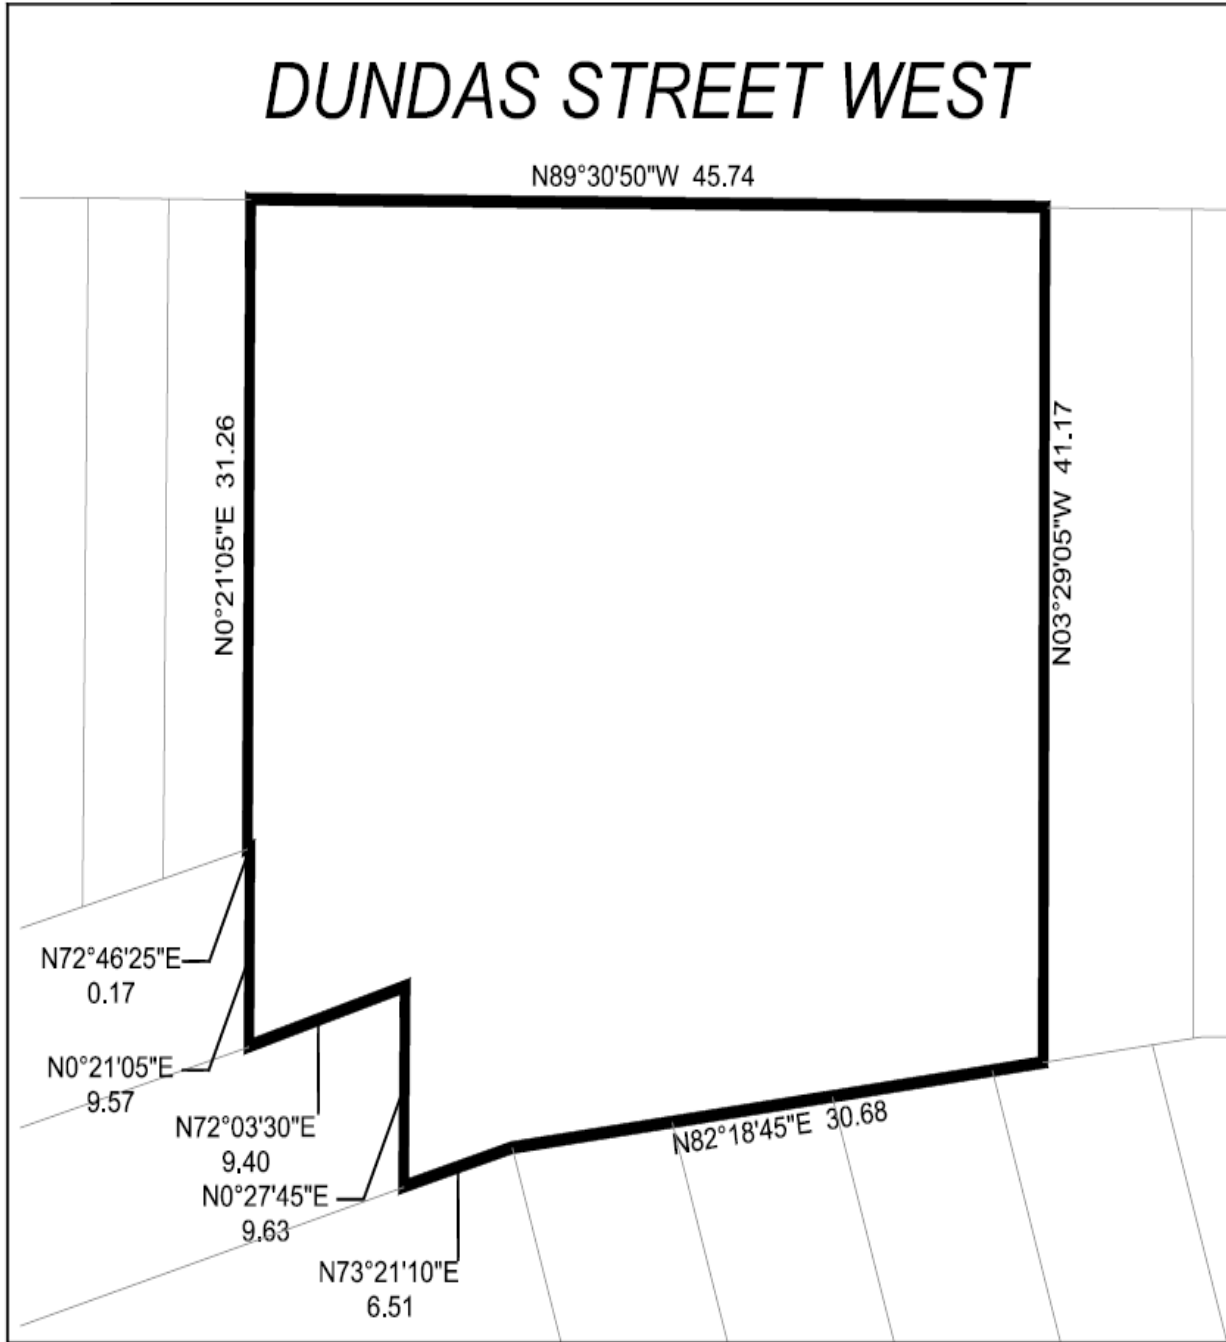 DUNDAS STREET WEST
N89°30'50"W 45.74
N0°21'05"E 31.26
N03°29'05"W 41.17
N72°46'25"E
0.17
N0°21'05"E
9.57
N72°03'30"E
9.40
N0°27'45"E
9.63
N82°18'45"E 30.68
N73°21'10"E
6.51